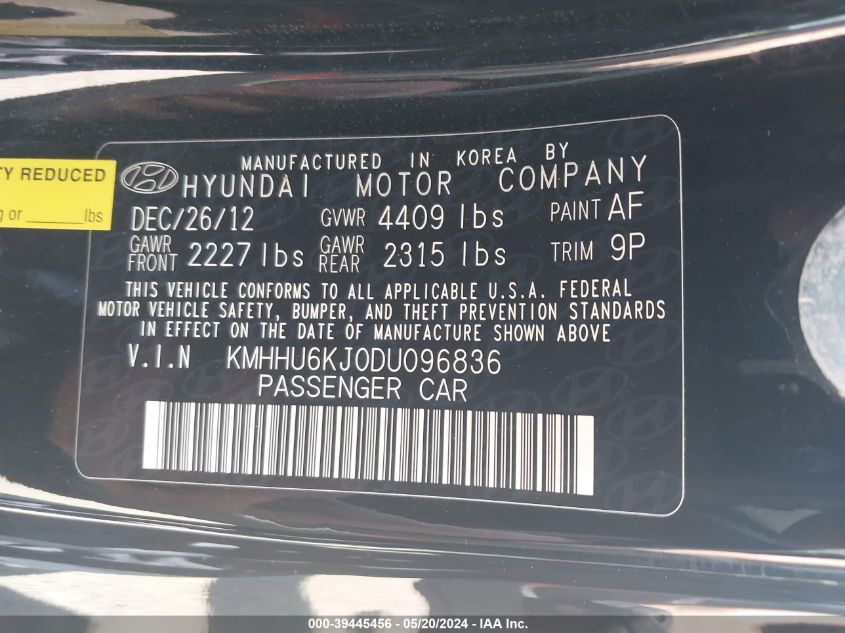 TY REDUCED
g or ______ lbs
MANUFACTURED IN KOREA BY
HYUNDAI MOTOR COMPANY
DEC/26/12 GVWR 4409 lbs PAINT AF
GAWR FRONT 2227 lbs GAWR REAR 2315 lbs TRIM 9P
THIS VEHICLE CONFORMS TO ALL APPLICABLE U.S.A. FEDERAL
MOTOR VEHICLE SAFETY, BUMPER, AND THEFT PREVENTION STANDARDS
IN EFFECT ON THE DATE OF MANUFACTURE SHOWN ABOVE
V.I.N KMHHU6KJ0DU096836
PASSENGER CAR
000-39445456 - 05/20/2024 - IAA Inc.